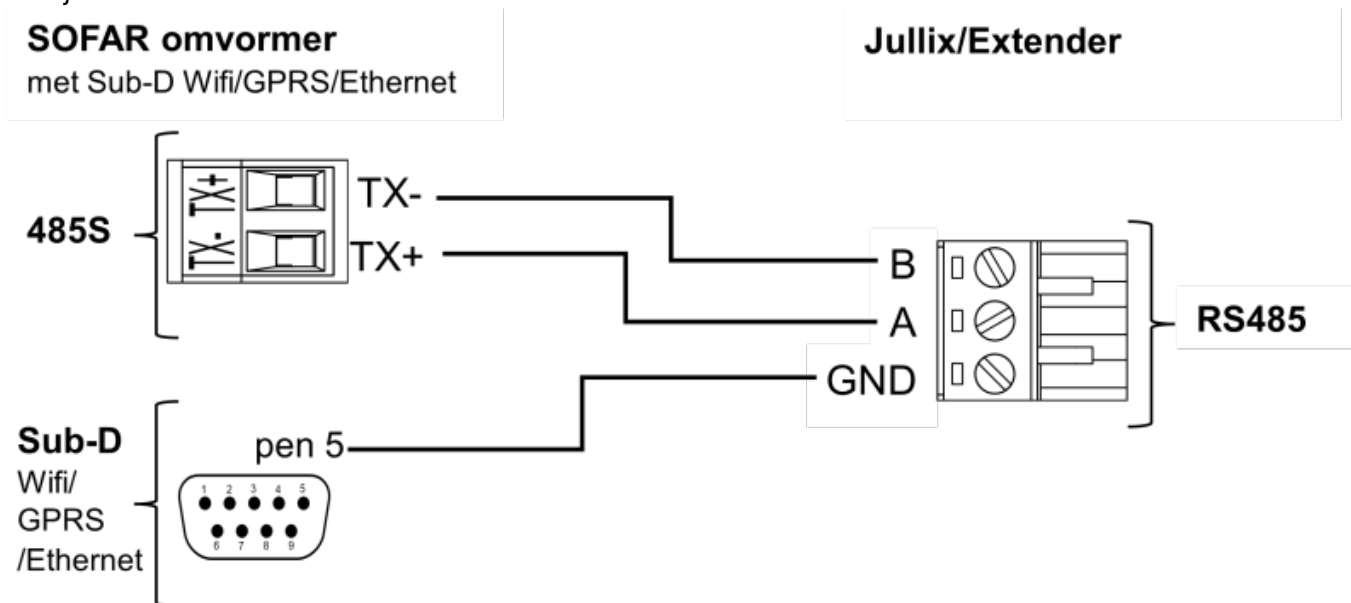 SOFAR omvormer
met Sub-D Wifi/GPRS/Ethernet
Jullix/Extender
485S
TX+
TX-
TX-
TX+
B
A
GND
RS485
Sub-D
Wifi/
GPRS
/Ethernet
pen 5
1 2 3 4 5
6 7 8 9